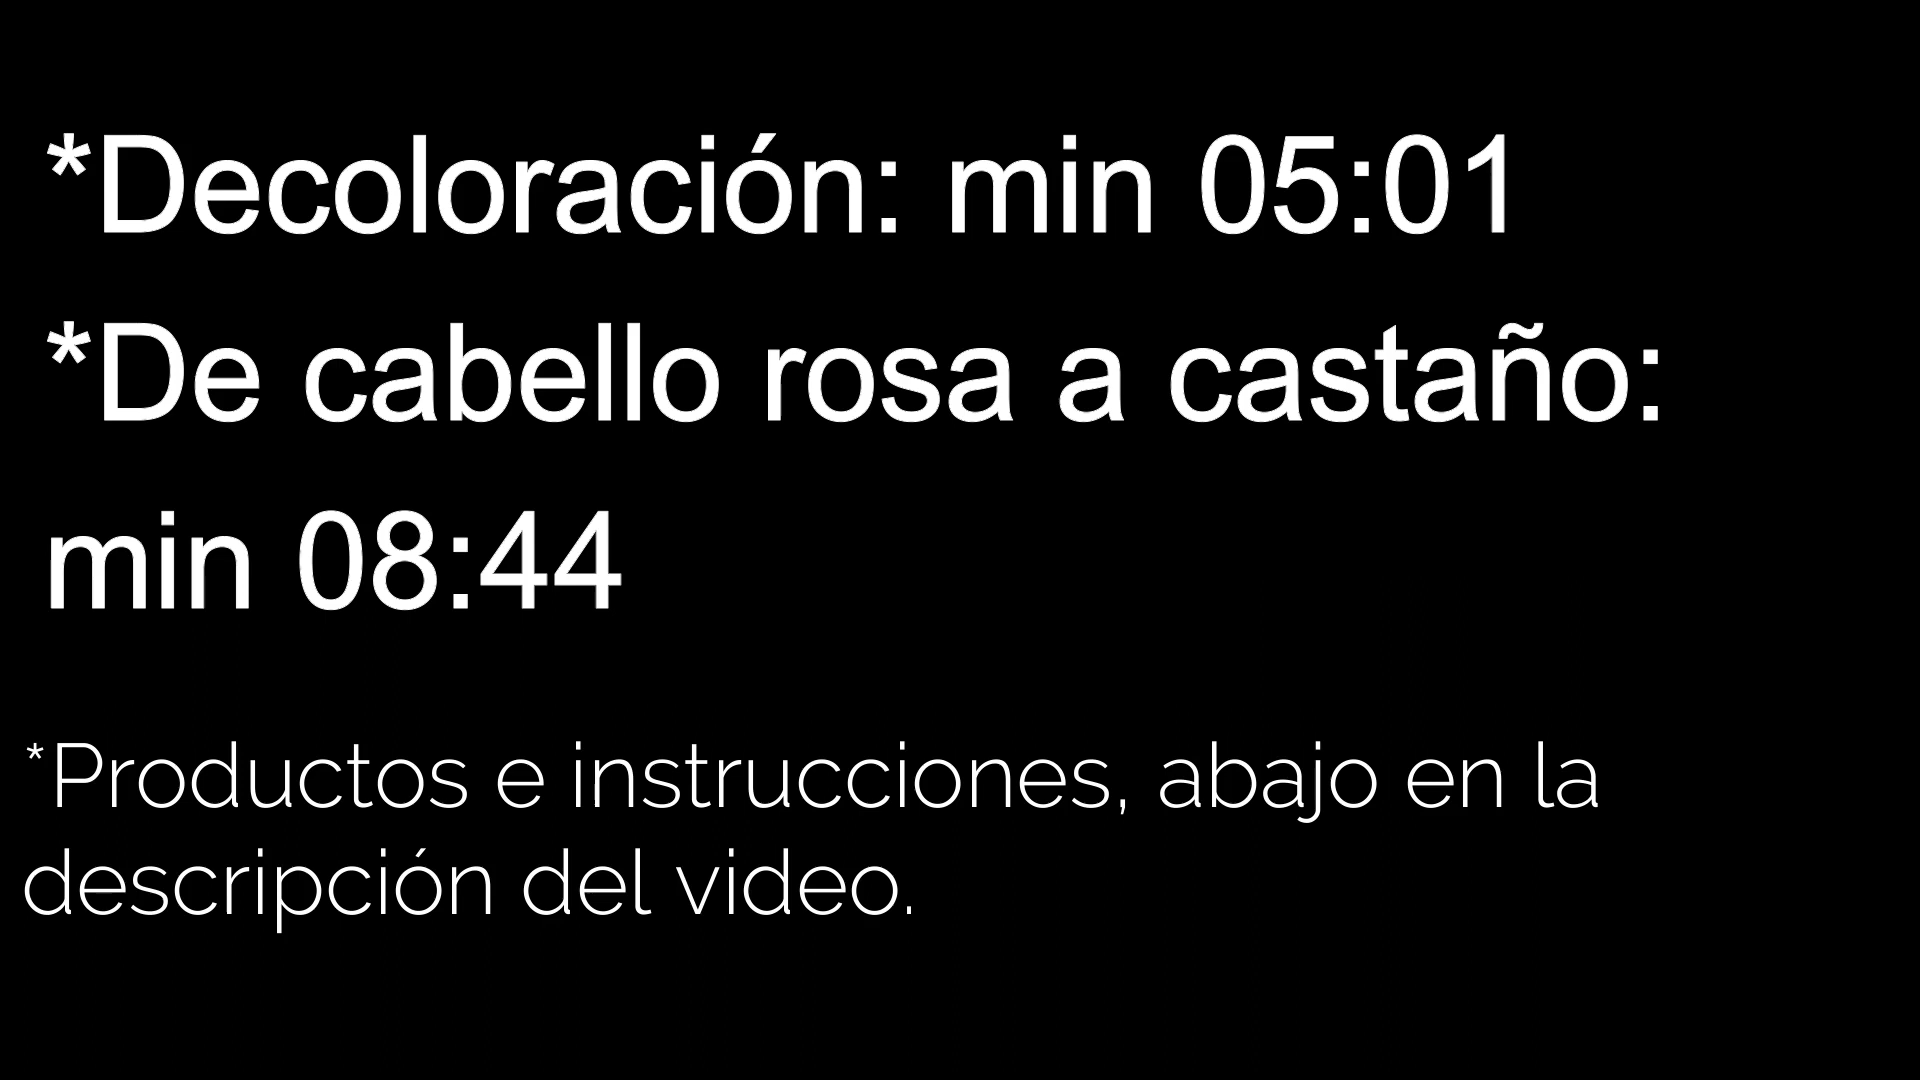 *Decoloración: min 05:01
*De cabello rosa a castaño:
min 08:44
*Productos e instrucciones, abajo en la
descripción del video.